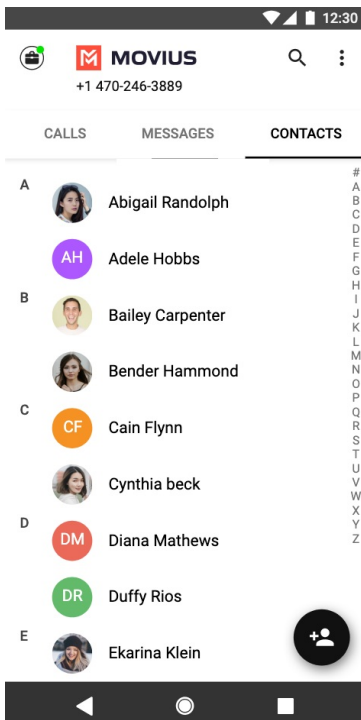 12:30
MOVIUS
+1 470-246-3889
CALLS MESSAGES CONTACTS
A
Abigail Randolph
AH Adele Hobbs
B
Bailey Carpenter
Bender Hammond
C
CF Cain Flynn
Cynthia beck
D
DM Diana Mathews
DR Duffy Rios
E
Ekarina Klein
#
A
B
C
D
E
F
G
H
I
J
K
L
M
N
O
P
Q
R
S
T
U
V
W
X
Y
Z